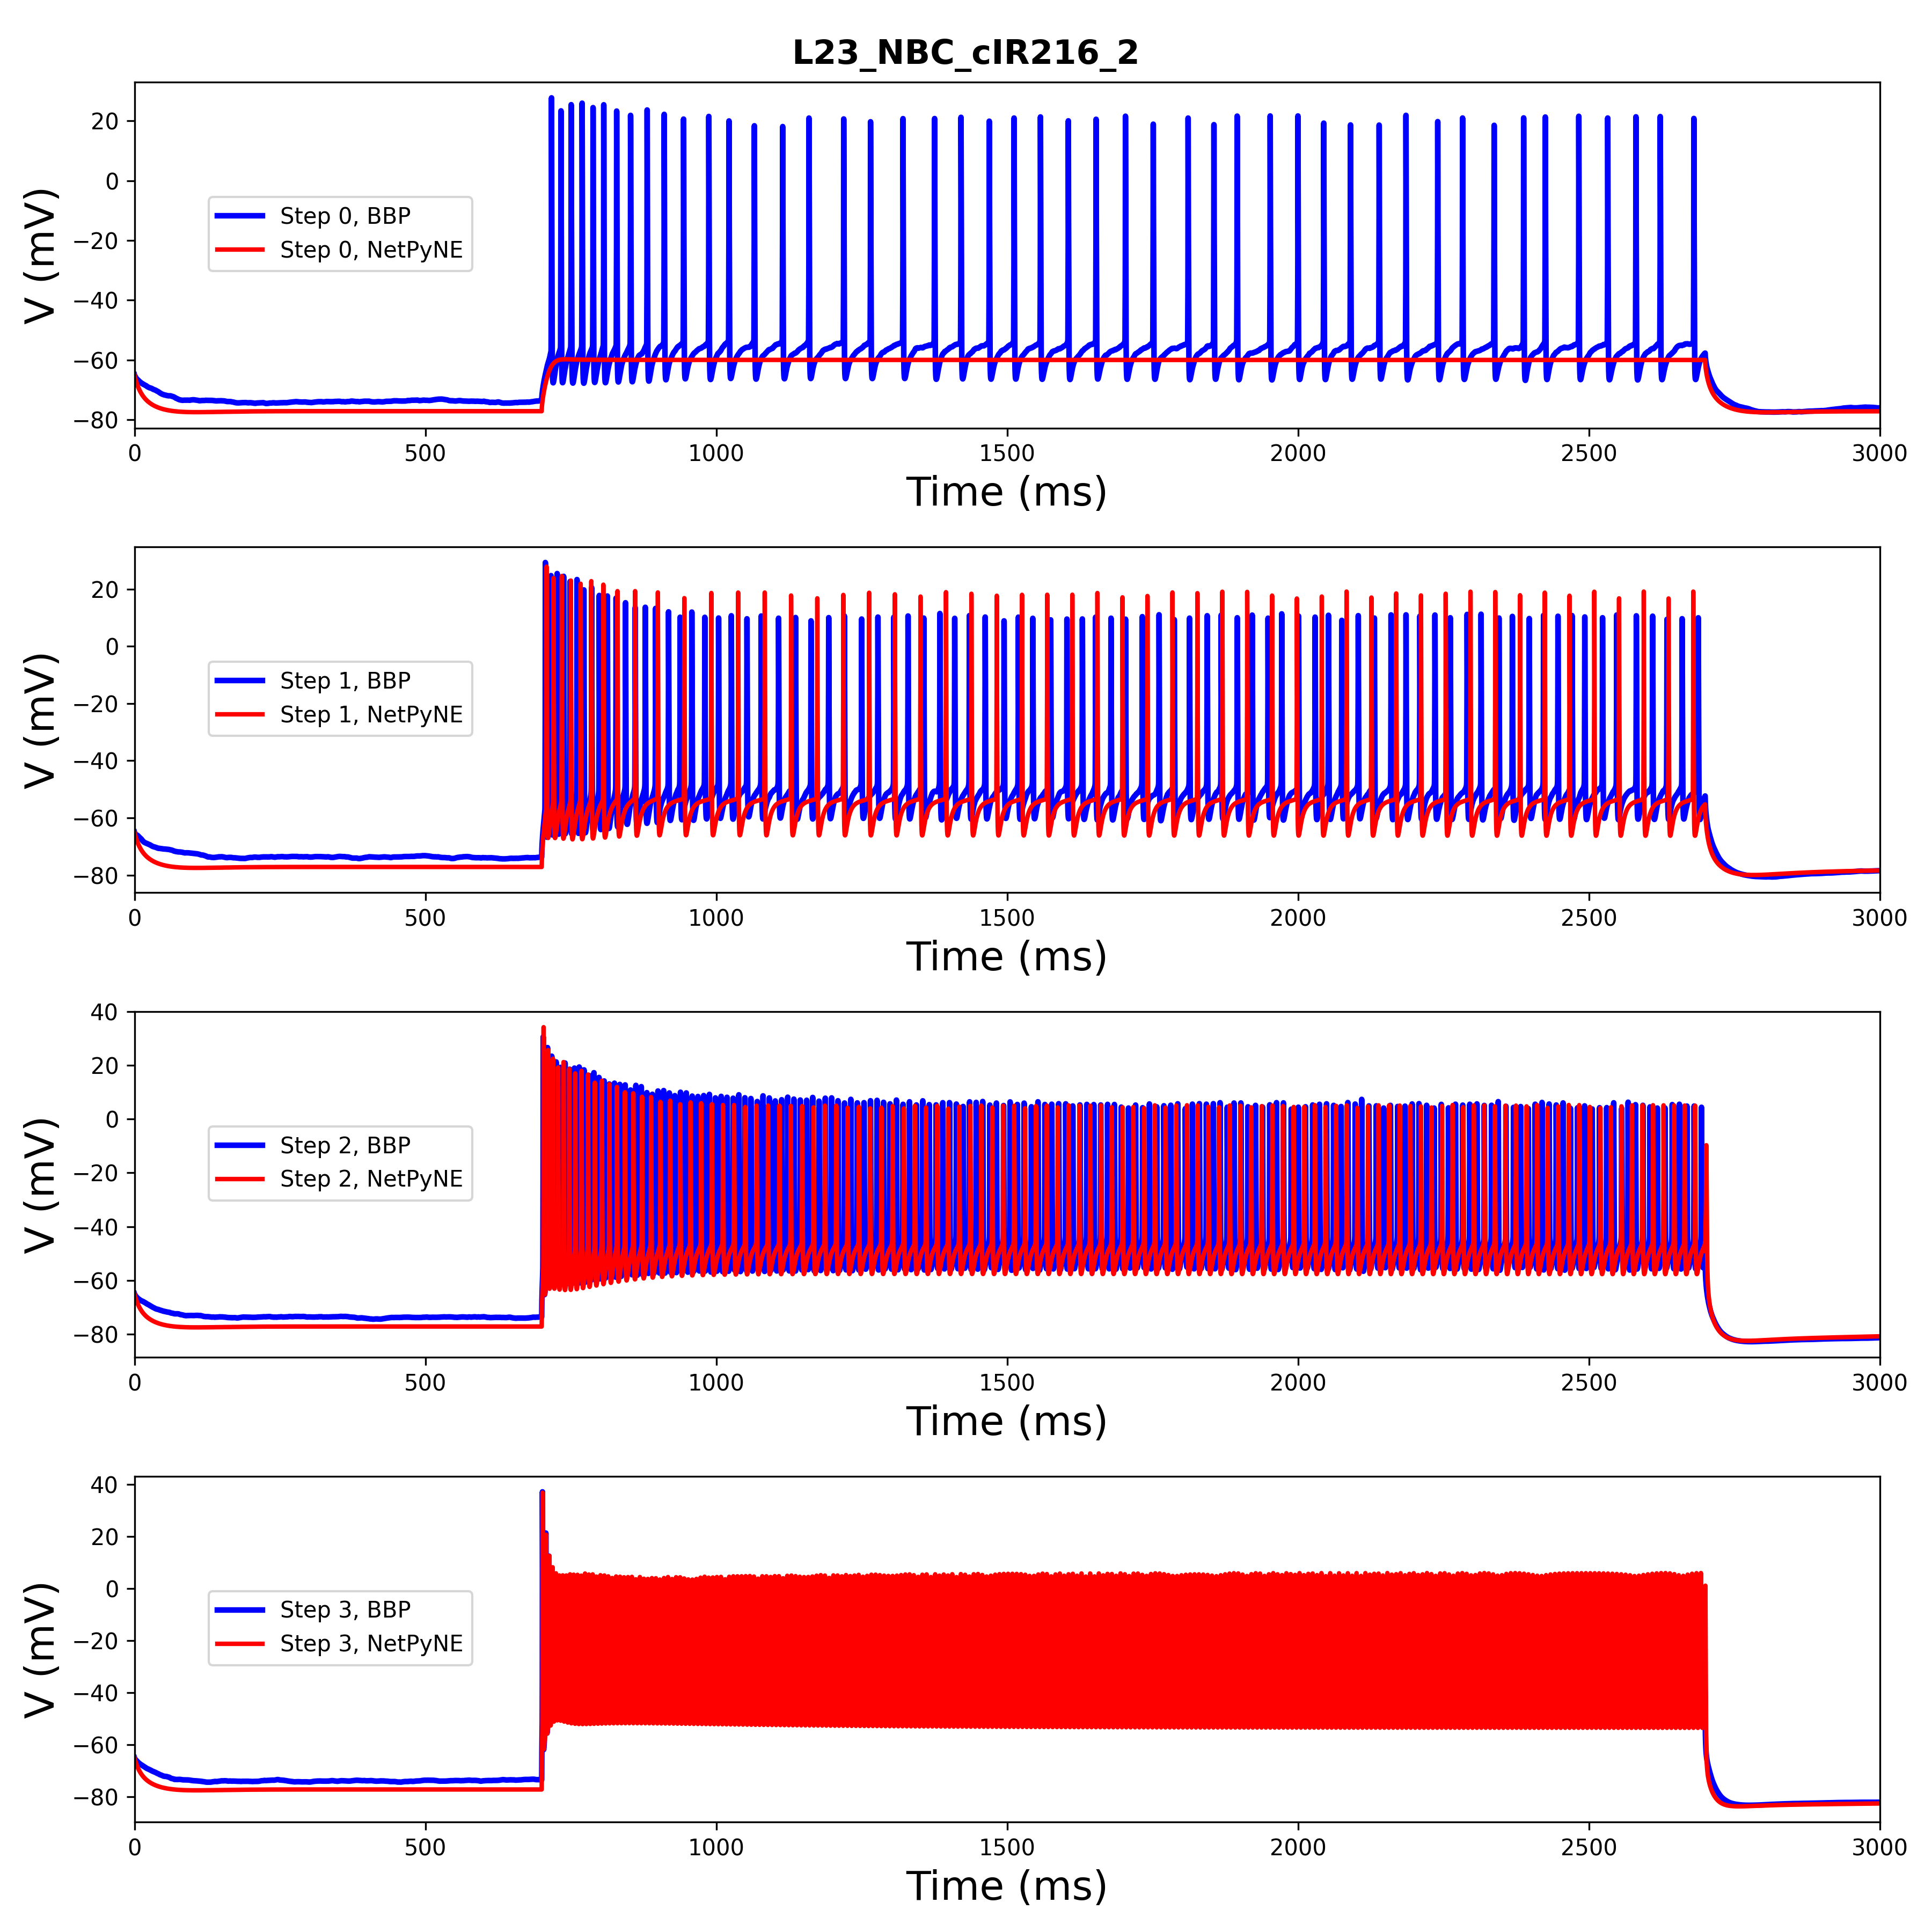 L23_NBC_cIR216_2
20
0
−20
−40
−60
−80
V (mV)
Step 0, BBP
Step 0, NetPyNE
0 500 1000 1500 2000 2500 3000
Time (ms)
20
0
−20
−40
−60
−80
V (mV)
Step 1, BBP
Step 1, NetPyNE
0 500 1000 1500 2000 2500 3000
Time (ms)
40
20
0
−20
−40
−60
−80
V (mV)
Step 2, BBP
Step 2, NetPyNE
0 500 1000 1500 2000 2500 3000
Time (ms)
40
20
0
−20
−40
−60
−80
V (mV)
Step 3, BBP
Step 3, NetPyNE
0 500 1000 1500 2000 2500 3000
Time (ms)